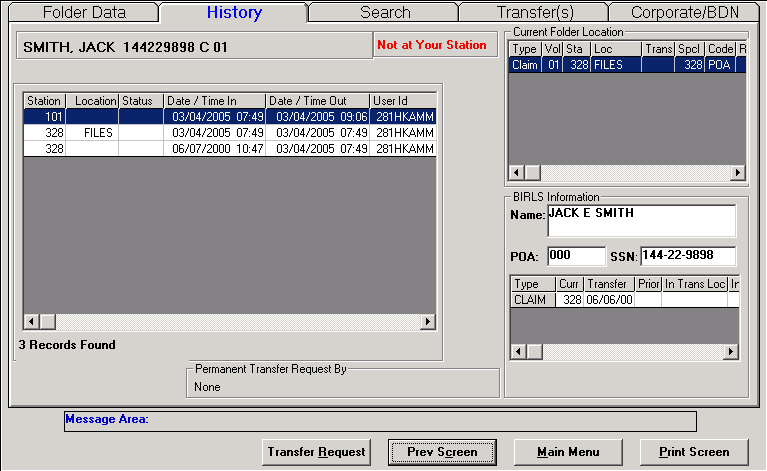 Folder Data History Search Transfer(s) Corporate/BDN
SMITH, JACK 144229898 C 01 Not at Your Station
Station Location Status Date / Time In Date / Time Out User Id
101 03/04/2005 07:49 03/04/2005 09:06 281HKAMM
328 FILES 03/04/2005 07:49 03/04/2005 07:49 281HKAMM
328 06/07/2000 10:47 03/04/2005 07:49 281HKAMM
3 Records Found
Permanent Transfer Request By
None
Current Folder Location
Type Vol Sta Loc Trans Spcl Code R
Claim 01 328 FILES 328 POA
BIRLS Information
Name: JACK E SMITH
POA: 000 SSN: 144-22-9898
Type Curr Transfer Prior In Trans Loc In
CLAIM 328 06/06/00
Message Area:
Transfer Request Prev Screen Main Menu Print Screen